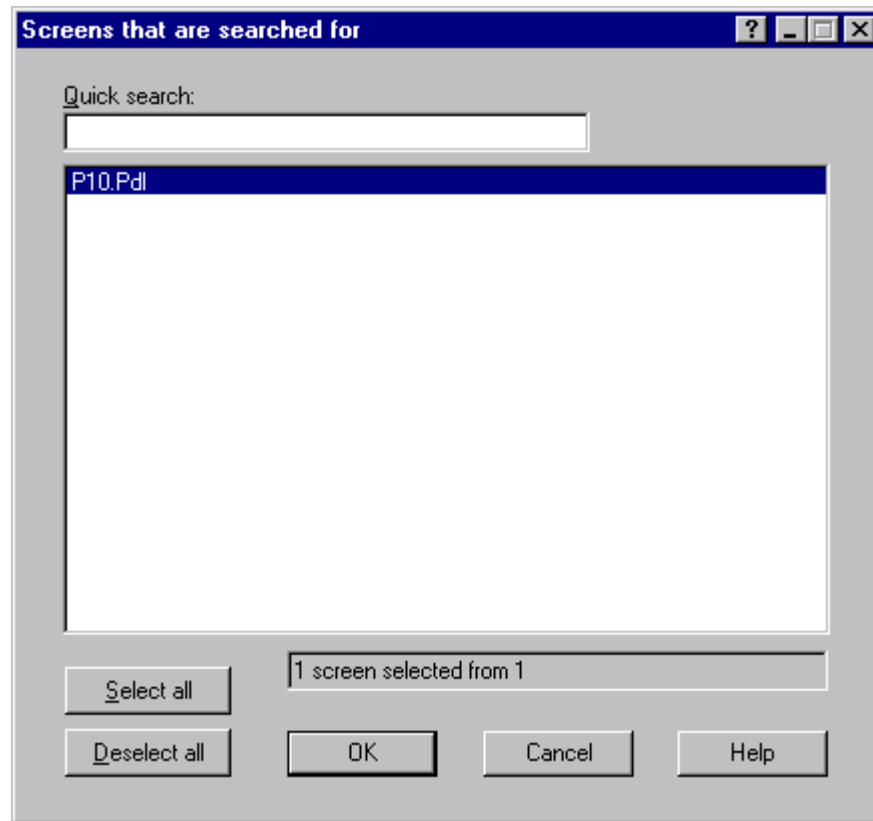 Screens that are searched for
Quick search:
P10.Pdl
1 screen selected from 1
Select all
Deselect all
OK
Cancel
Help